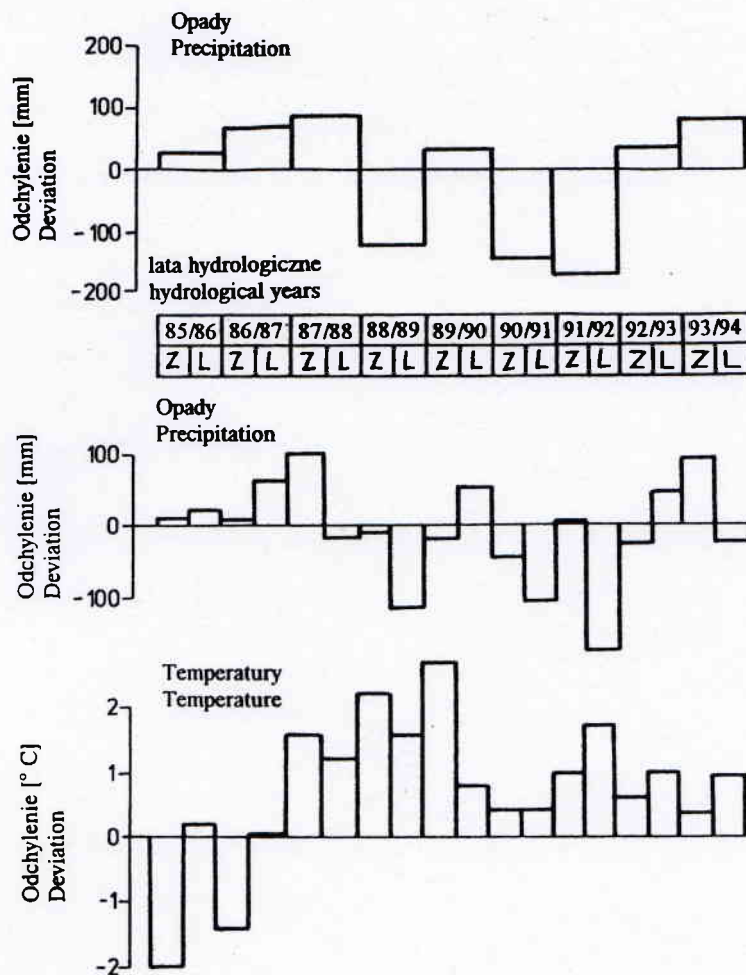 Opady
Precipitation
200
100
0
-100
-200
Odchylenie [mm]
Deviation
lata hydrologiczne
hydrological years
85/86 86/87 87/88 88/89 89/90 90/91 91/92 92/93 93/94
Z L Z L Z L Z L Z L Z L Z L Z L Z L
Opady
Precipitation
100
0
-100
Odchylenie [mm]
Deviation
Temperatury
Temperature
2
1
0
-1
-2
Odchylenie [° C]
Deviation